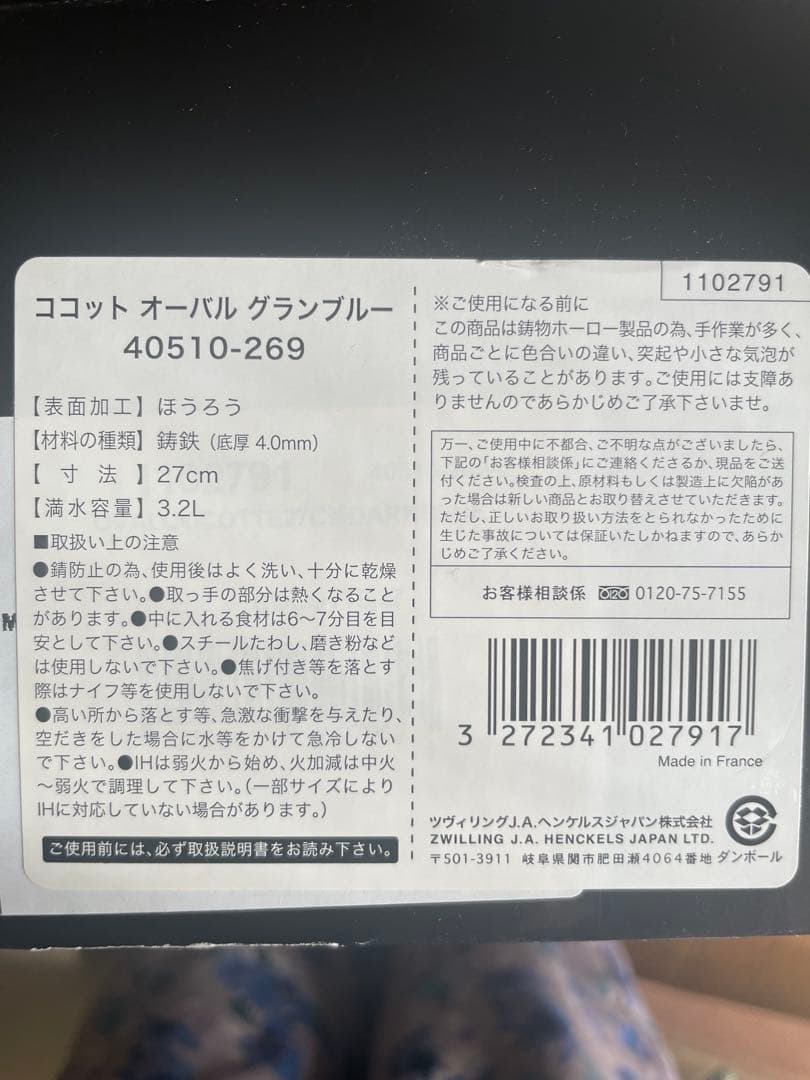 ココット オーバル グランブルー
40510-269
【表面加工】ほうろう
【材料の種類】鋳鉄（底厚 4.0mm）
【 寸 法 】27cm
【満水容量】3.2L
■取扱い上の注意
●錆防止の為、使用後はよく洗い、十分に乾燥
させて下さい。●取っ手の部分は熱くなること
があります。●中に入れる食材は6〜7分目を目
安として下さい。●スチールたわし、磨き粉など
は使用しないで下さい。●焦げ付き等を落とす
際はナイフ等を使用しないで下さい。
●高い所から落とす等、急激な衝撃を与えたり、
空だきをした場合に水等をかけて急冷しない
で下さい。●IHは弱火から始め、火加減は中火
〜弱火で調理して下さい。（一部サイズにより
IHに対応していない場合があります。）
ご使用前には、必ず取扱説明書をお読み下さい。
1102791
※ご使用になる前に
この商品は鋳物ホーロー製品の為、手作業が多く、
商品ごとに色合いの違い、突起や小さな気泡が
残っていることがあります。ご使用には支障あ
りませんのであらかじめご了承下さいませ。
万一、ご使用中に不都合、ご不明な点がございましたら、
下記の「お客様相談係」にご連絡くださるか、現品をご送
付ください。検査の上、原材料もしくは製造上に欠陥があ
った場合は新しい商品とお取り替えさせていただきます。
ただし、正しいお取り扱い方法をとられなかったために
生じた事故については保証いたしかねますので、あらか
じめご了承ください。
お客様相談係 0120 0120-75-7155
3 272341 027917
Made in France
ツヴィリングJ.A.ヘンケルスジャパン株式会社
ZWILLING J.A. HENCKELS JAPAN LTD.
〒501-3911 岐阜県関市肥田瀬4064番地
ダンボール